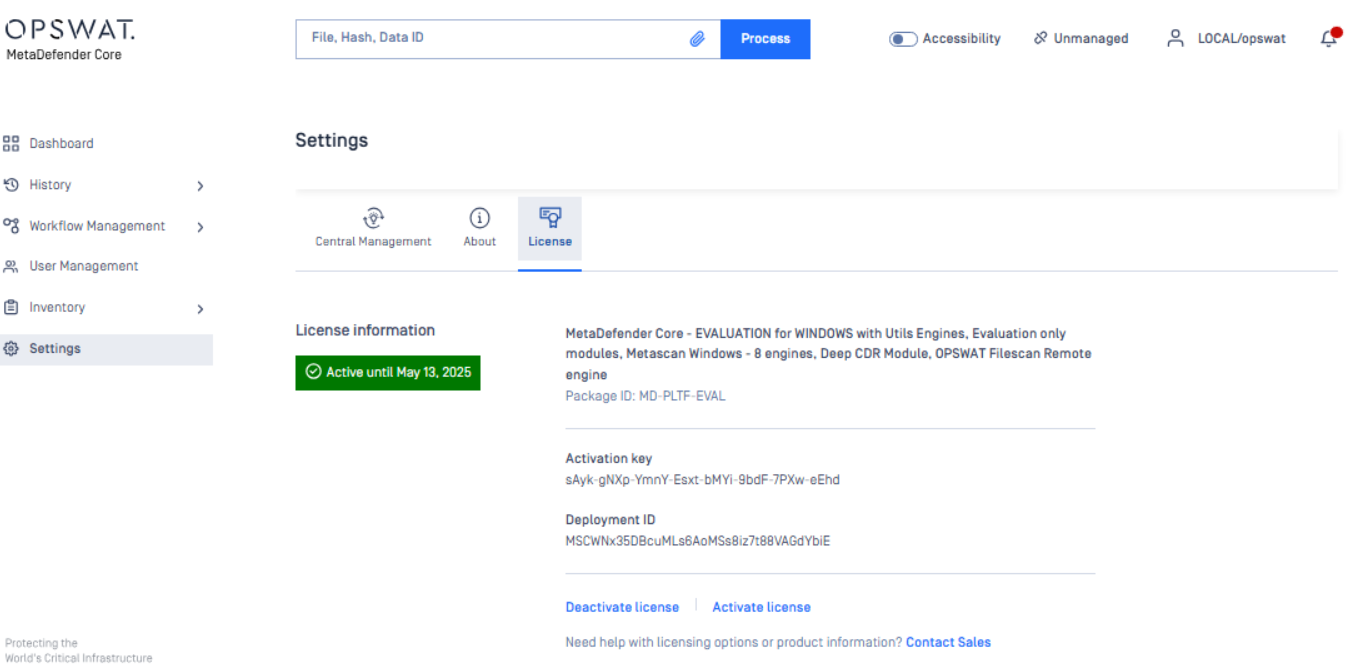 OPSWAT.
MetaDefender Core
File, Hash, Data ID
Process
Accessibility
Unmanaged
LOCAL/opswat
Dashboard
History
Workflow Management
User Management
Inventory
Settings
Settings
Central Management
About
License
License information
Active until May 13, 2025
MetaDefender Core - EVALUATION for WINDOWS with Utils Engines, Evaluation only
modules, Metascan Windows - 8 engines, Deep CDR Module, OPSWAT Filescan Remote
engine
Package ID: MD-PLTF-EVAL
Activation key
sAyk-gNXp-YmnY-Esxt-bMYi-9bdF-7PXw-eEhd
Deployment ID
MSCWNx35DBcuMLs6AoMSs8iz7t88VAGdYbiE
Deactivate license
Activate license
Need help with licensing options or product information? Contact Sales
Protecting the
World's Critical Infrastructure